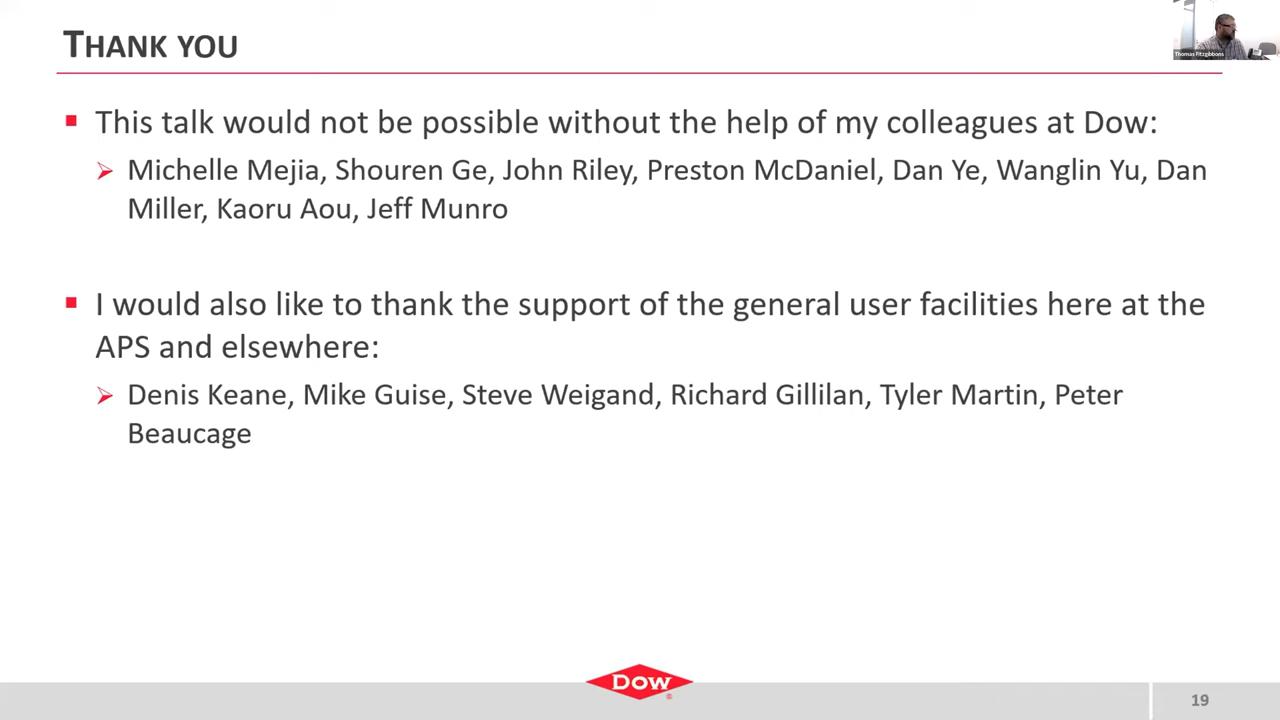 THANK YOU
Thomas Fitzgibbons
This talk would not be possible without the help of my colleagues at Dow:
Michelle Mejia, Shouren Ge, John Riley, Preston McDaniel, Dan Ye, Wanglin Yu, Dan
Miller, Kaoru Aou, Jeff Munro
I would also like to thank the support of the general user facilities here at the
APS and elsewhere:
Denis Keane, Mike Guise, Steve Weigand, Richard Gillilan, Tyler Martin, Peter
Beaucage
Dow
®
19